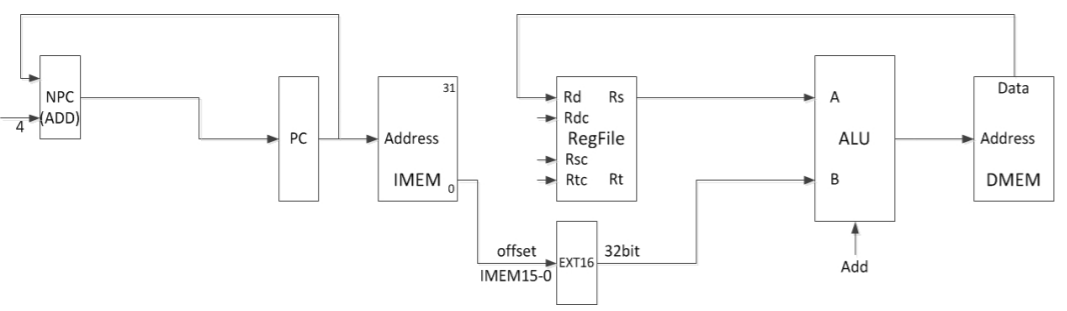 NPC
(ADD)
4
PC
31
Address
IMEM
0
offset
IMEM15-0
EXT16
32bit
Rd Rs
Rdc
RegFile
Rsc
Rtc Rt
A
ALU
B
Add
Data
Address
DMEM